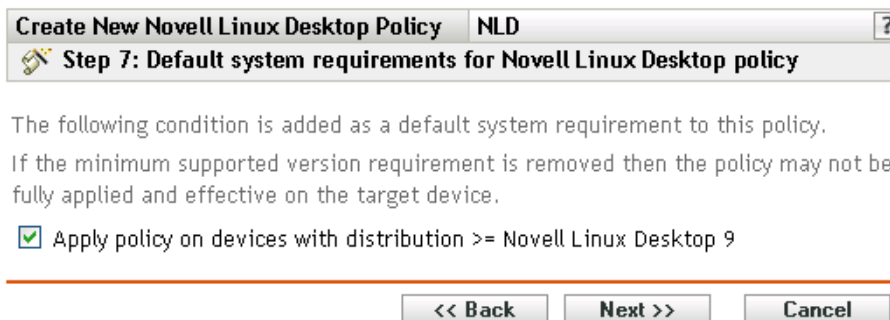 Create New Novell Linux Desktop Policy NLD ?
Step 7: Default system requirements for Novell Linux Desktop policy
The following condition is added as a default system requirement to this policy.
If the minimum supported version requirement is removed then the policy may not be
fully applied and effective on the target device.
Apply policy on devices with distribution >= Novell Linux Desktop 9
<< Back Next >> Cancel